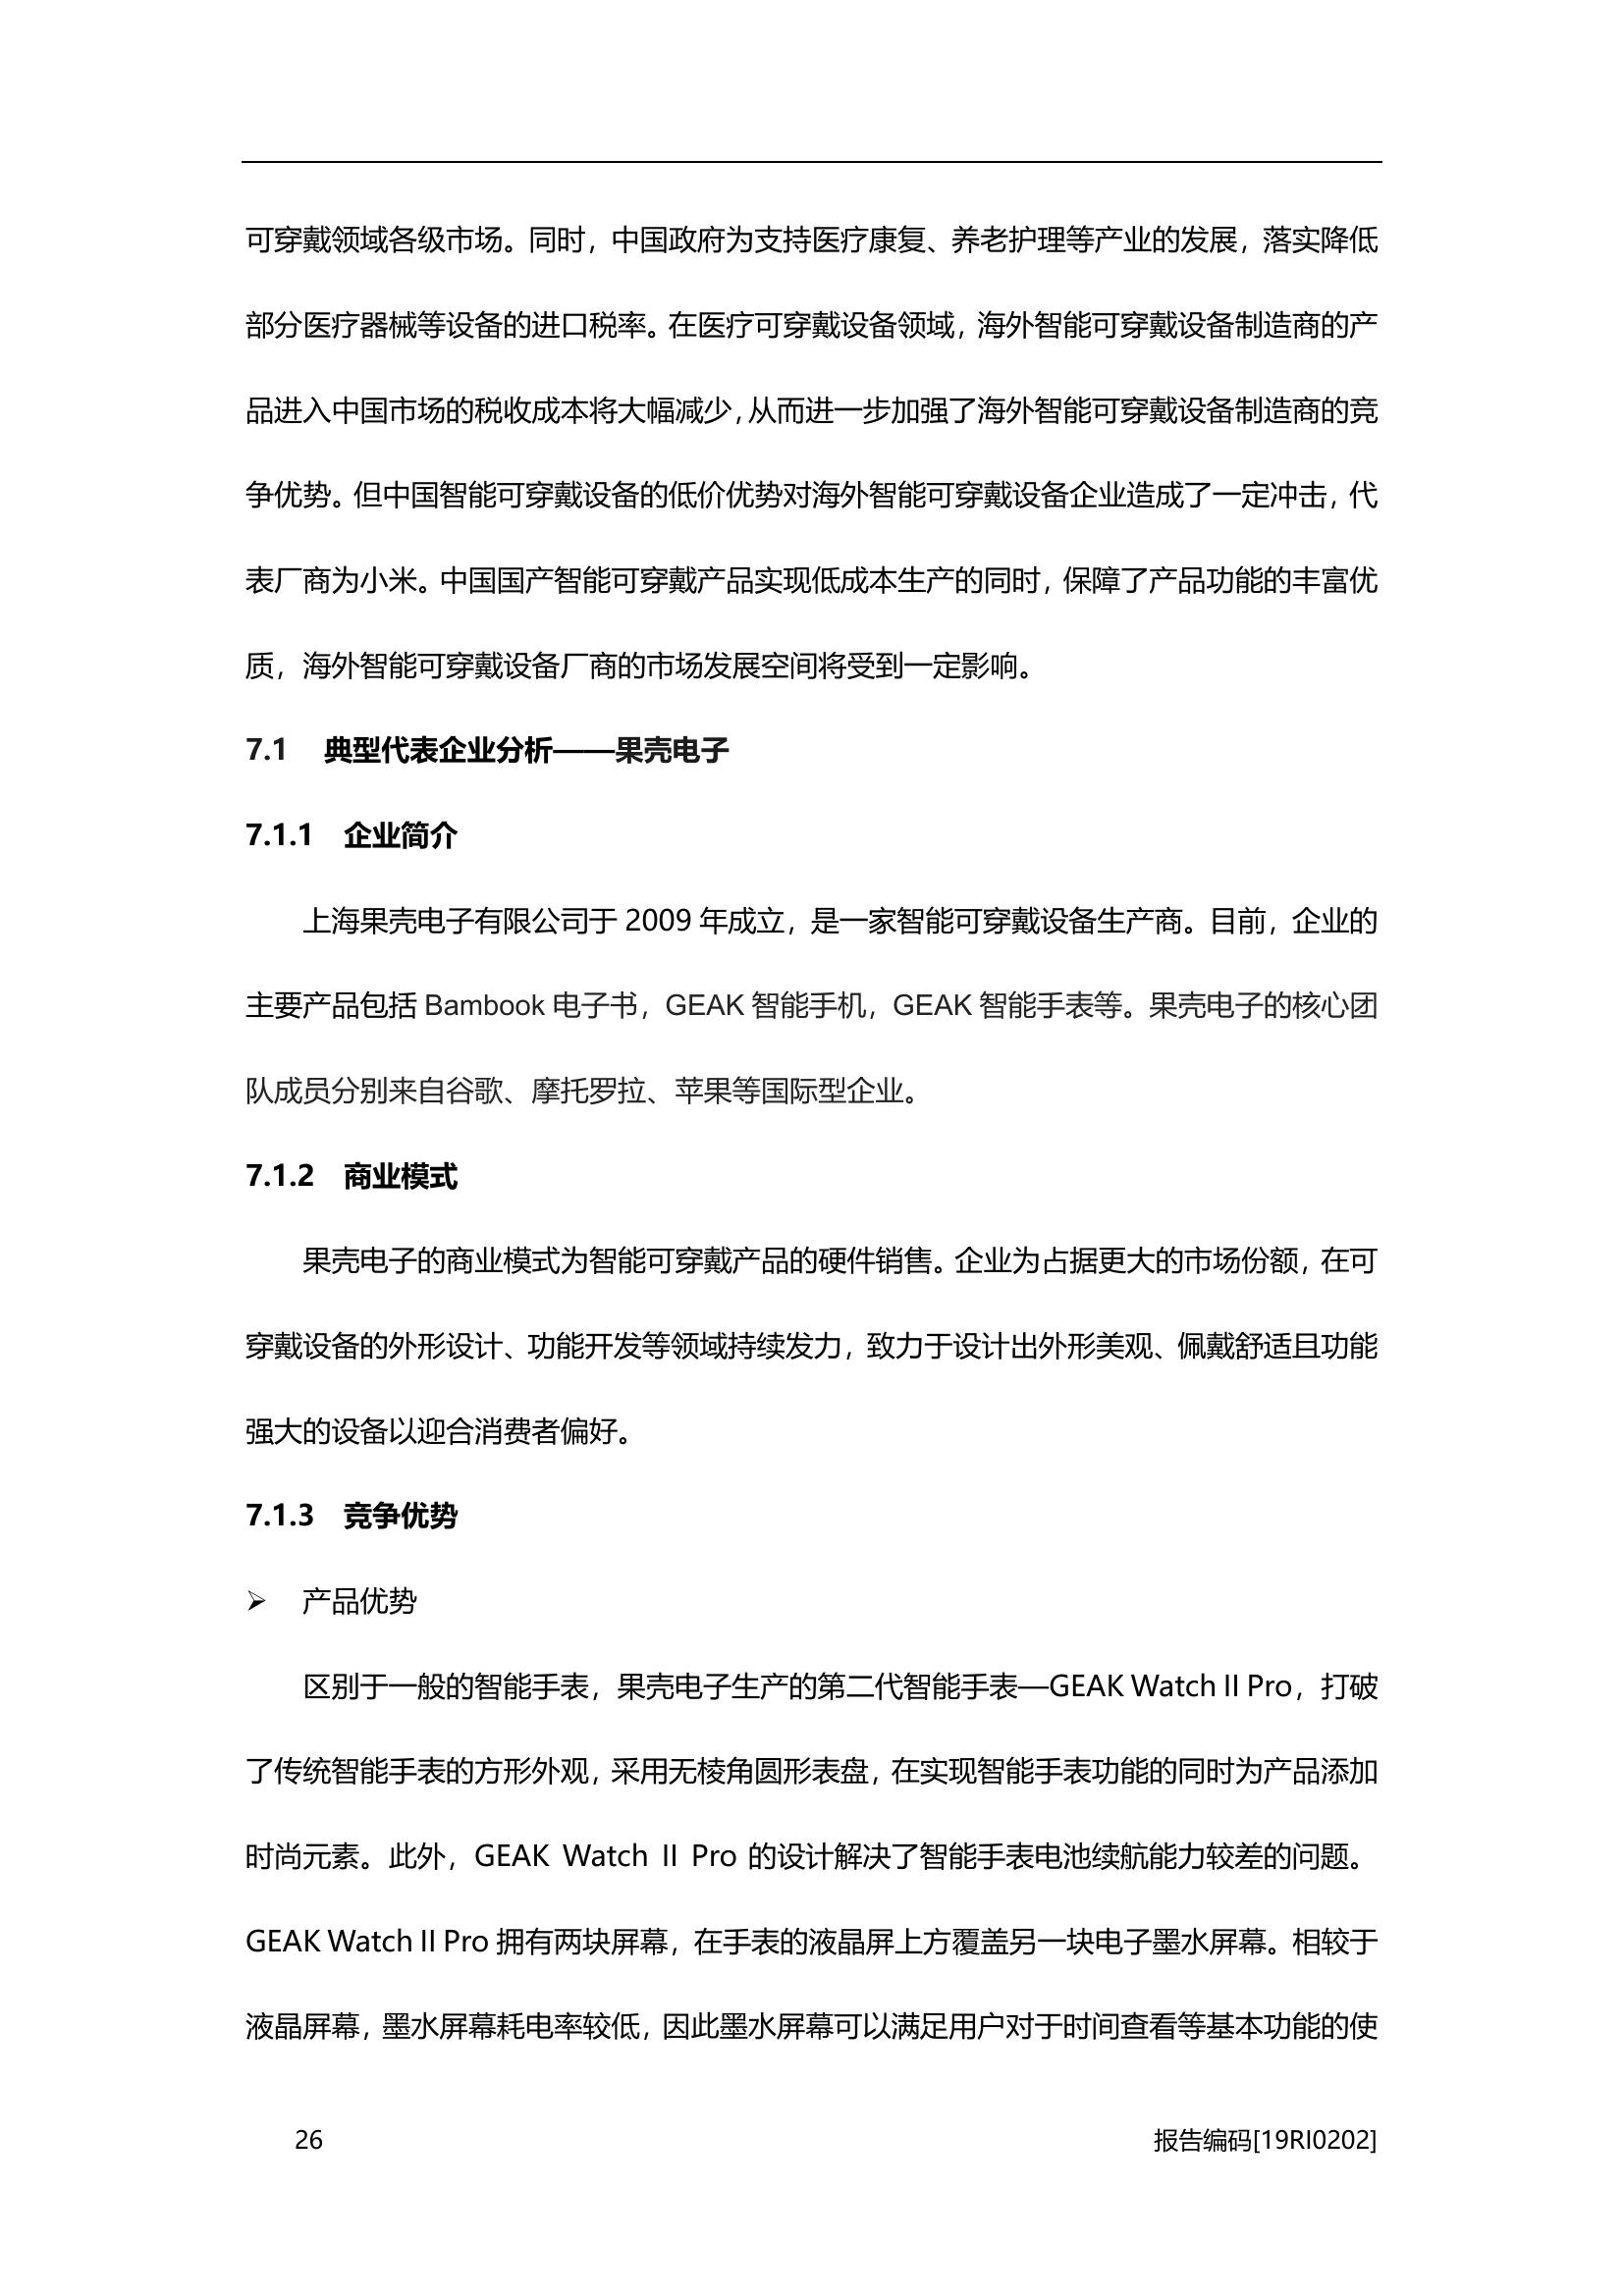 可穿戴领域各级市场。同时，中国政府为支持医疗康复、养老护理等产业的发展，落实降低
部分医疗器械等设备的进口税率。在医疗可穿戴设备领域，海外智能可穿戴设备制造商的产
品进入中国市场的税收成本将大幅减少，从而进一步加强了海外智能可穿戴设备制造商的竞
争优势。但中国智能可穿戴设备的低价优势对海外智能可穿戴设备企业造成了一定冲击，代
表厂商为小米。中国国产智能可穿戴产品实现低成本生产的同时，保障了产品功能的丰富优
质，海外智能可穿戴设备厂商的市场发展空间将受到一定影响。
7.1 典型代表企业分析——果壳电子
7.1.1 企业简介
上海果壳电子有限公司于 2009 年成立，是一家智能可穿戴设备生产商。目前，企业的
主要产品包括 Bambook 电子书，GEAK 智能手机，GEAK 智能手表等。果壳电子的核心团
队成员分别来自谷歌、摩托罗拉、苹果等国际型企业。
7.1.2 商业模式
果壳电子的商业模式为智能可穿戴产品的硬件销售。企业为占据更大的市场份额，在可
穿戴设备的外形设计、功能开发等领域持续发力，致力于设计出外形美观、佩戴舒适且功能
强大的设备以迎合消费者偏好。
7.1.3 竞争优势
➢ 产品优势
区别于一般的智能手表，果壳电子生产的第二代智能手表—GEAK Watch II Pro，打破
了传统智能手表的方形外观，采用无棱角圆形表盘，在实现智能手表功能的同时为产品添加
时尚元素。此外，GEAK Watch II Pro 的设计解决了智能手表电池续航能力较差的问题。
GEAK Watch II Pro 拥有两块屏幕，在手表的液晶屏上方覆盖另一块电子墨水屏幕。相较于
液晶屏幕，墨水屏幕耗电率较低，因此墨水屏幕可以满足用户对于时间查看等基本功能的使
26 报告编码[19RI0202]